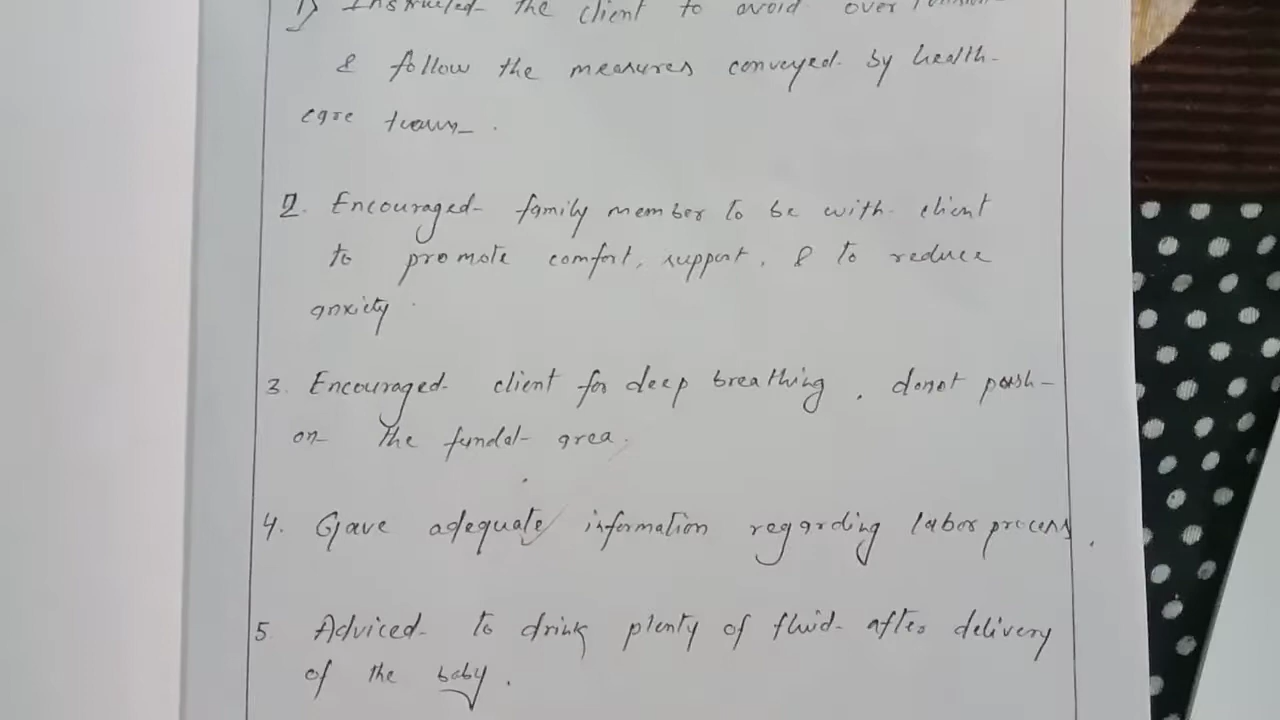 1) Instructed the client to avoid over
& follow the measures conveyed by health-
care team.
2. Encouraged family member to be with client
to promote comfort, support, & to reduce
anxiety.
3. Encouraged client for deep breathing, donot push
on the fundal area.
4. Gave adequate information regarding labor process.
5. Adviced to drink plenty of fluid after delivery
of the baby.